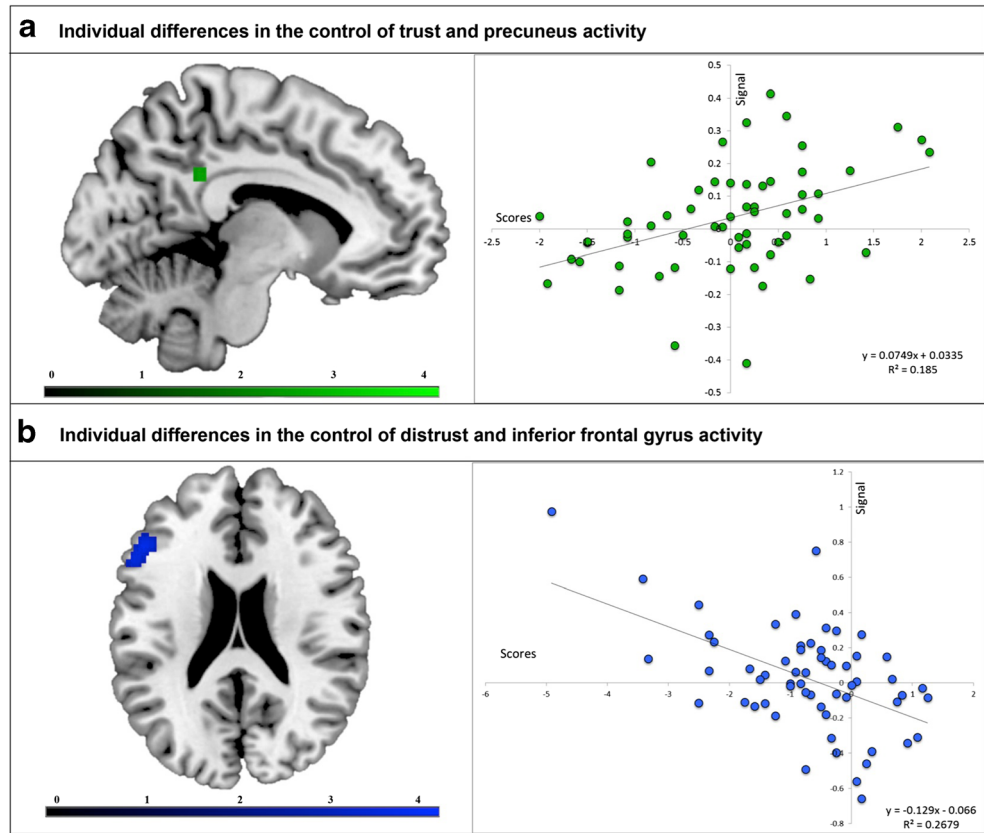 a Individual differences in the control of trust and precuneus activity
0.5
Signal
0.4
0.3
0.2
0.1
Scores
0
-2.5 -2 -1.5 -1 -0.5 0 0.5 1 1.5 2 2.5
-0.1
-0.2
-0.3
-0.4
-0.5
y = 0.0749x + 0.0335
R² = 0.185
0 1 2 3 4
b Individual differences in the control of distrust and inferior frontal gyrus activity
1.2
Signal
1
0.8
0.6
0.4
0.2
Scores
0
-6 -5 -4 -3 -2 -1 0 1 2
-0.2
-0.4
-0.6
-0.8
y = -0.129x - 0.066
R² = 0.2679
0 1 2 3 4